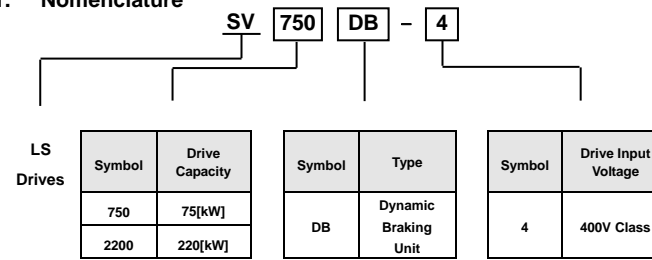 Nomenclature
SV 750 DB – 4
LS
Drives
Symbol Drive
Capacity
750 75[kW]
2200 220[kW]
Symbol Type
DB Dynamic
Braking
Unit
Symbol Drive Input
Voltage
4 400V Class